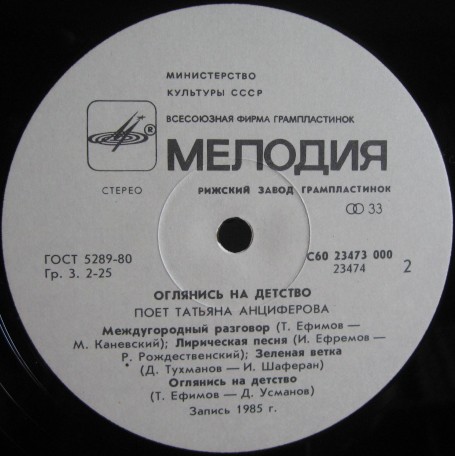 МИНИСТЕРСТВО
КУЛЬТУРЫ СССР
ВСЕСОЮЗНАЯ ФИРМА ГРАМПЛАСТИНОК
®
МЕЛОДИЯ
СТЕРЕО
РИЖСКИЙ ЗАВОД ГРАМПЛАСТИНОК
33
ГОСТ 5289-80
Гр. 3. 2-25
С60 23473 000
23474
2
ОГЛЯНИСЬ НА ДЕТСТВО
ПОЕТ ТАТЬЯНА АНЦИФЕРОВА
Междугородный разговор (Т. Ефимов —
М. Каневский); Лирическая песня (И. Ефремов —
Р. Рождественский); Зеленая ветка
(Д. Тухманов — И. Шаферан)
Оглянись на детство
(Т. Ефимов — Д. Усманов)
Запись 1985 г.